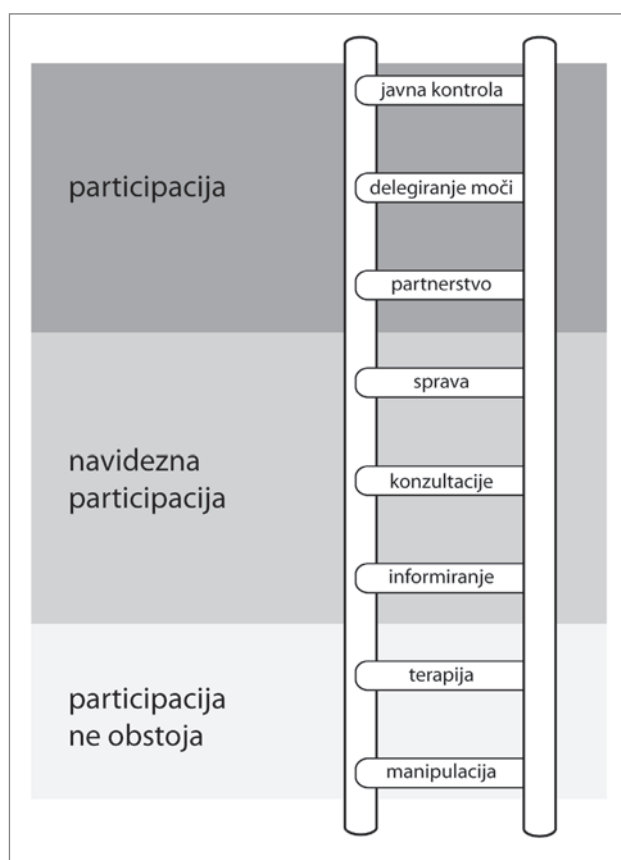 javna kontrola
participacija
delegiranje moči
partnerstvo
sprava
navidezna
participacija
konzultacije
informiranje
terapija
participacija
ne obstoja
manipulacija